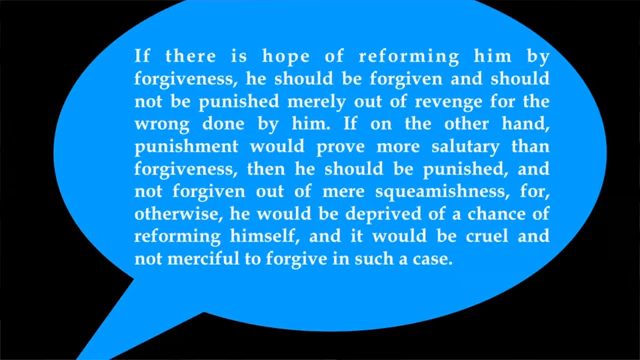 If there is hope of reforming him by
forgiveness, he should be forgiven and should
not be punished merely out of revenge for the
wrong done by him. If on the other hand,
punishment would prove more salutary than
forgiveness, then he should be punished, and
not forgiven out of mere squeamishness, for,
otherwise, he would be deprived of a chance of
reforming himself, and it would be cruel and
not merciful to forgive in such a case.